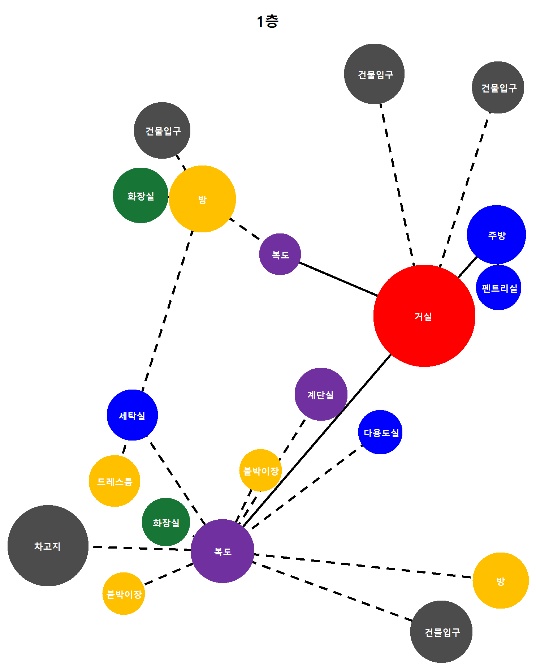 1층
건물입구
건물입구
건물입구
화장실
방
주방
복도
펜트리실
거실
계단실
세탁실
다용도실
붙박이장
드레스룸
화장실
차고지
복도
방
붙박이장
건물입구